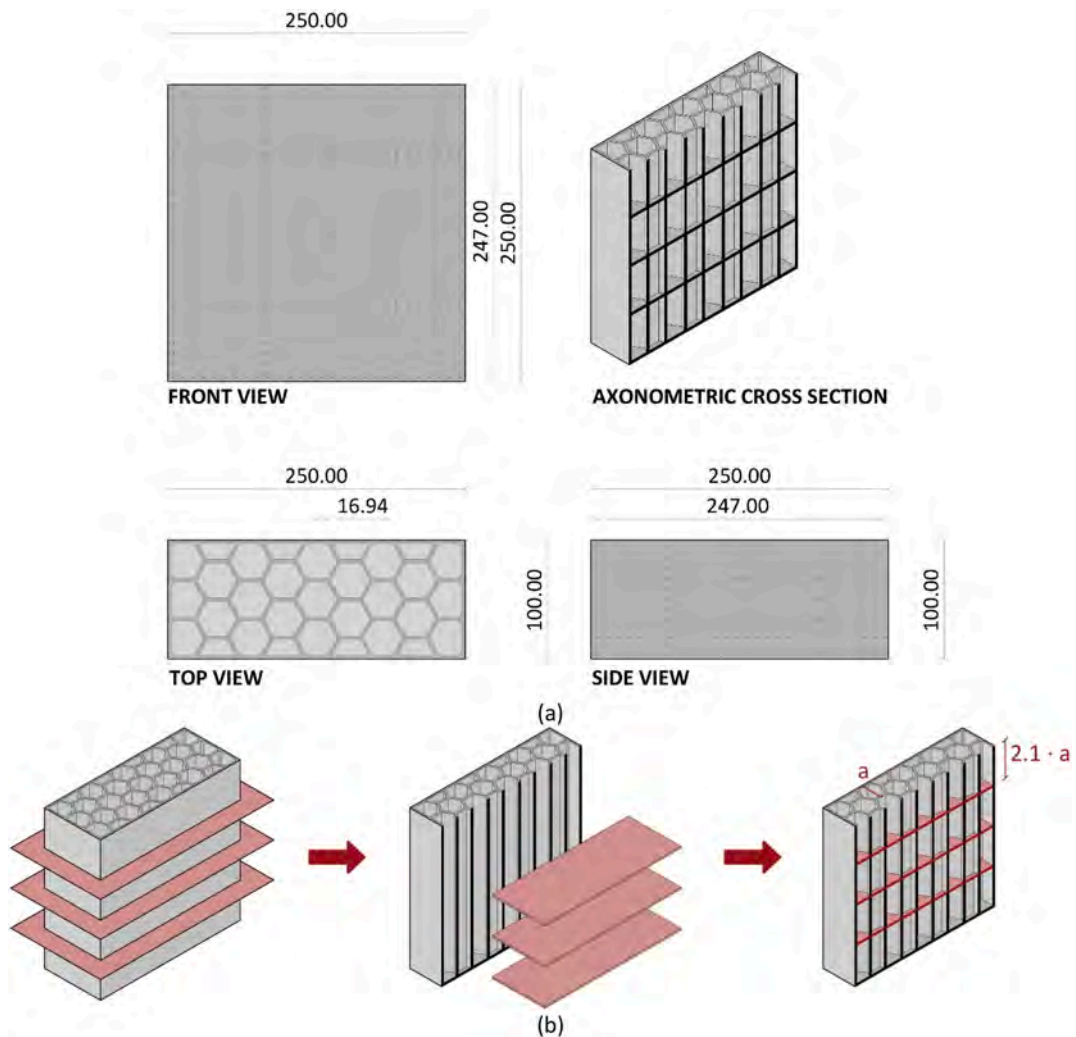 250.00
247.00
250.00
FRONT VIEW
AXONOMETRIC CROSS SECTION
250.00
16.94
100.00
TOP VIEW
250.00
247.00
100.00
SIDE VIEW
(a)
a
2.1 · a
(b)